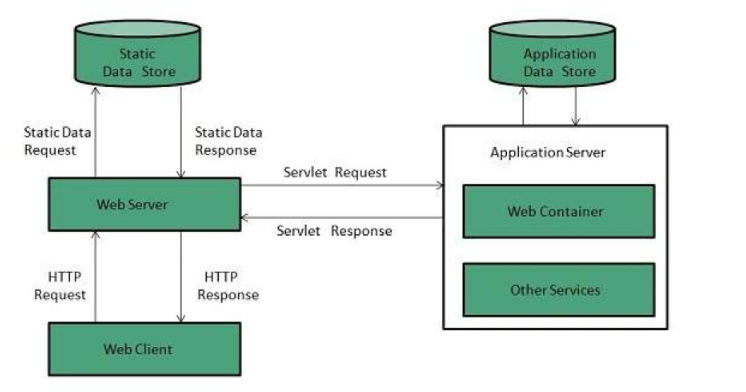 Static
Data Store
Application
Data Store
Static Data
Request
Static Data
Response
Servlet Request
Application Server
Web Server
Web Container
Servlet Response
HTTP
Request
HTTP
Response
Other Services
Web Client